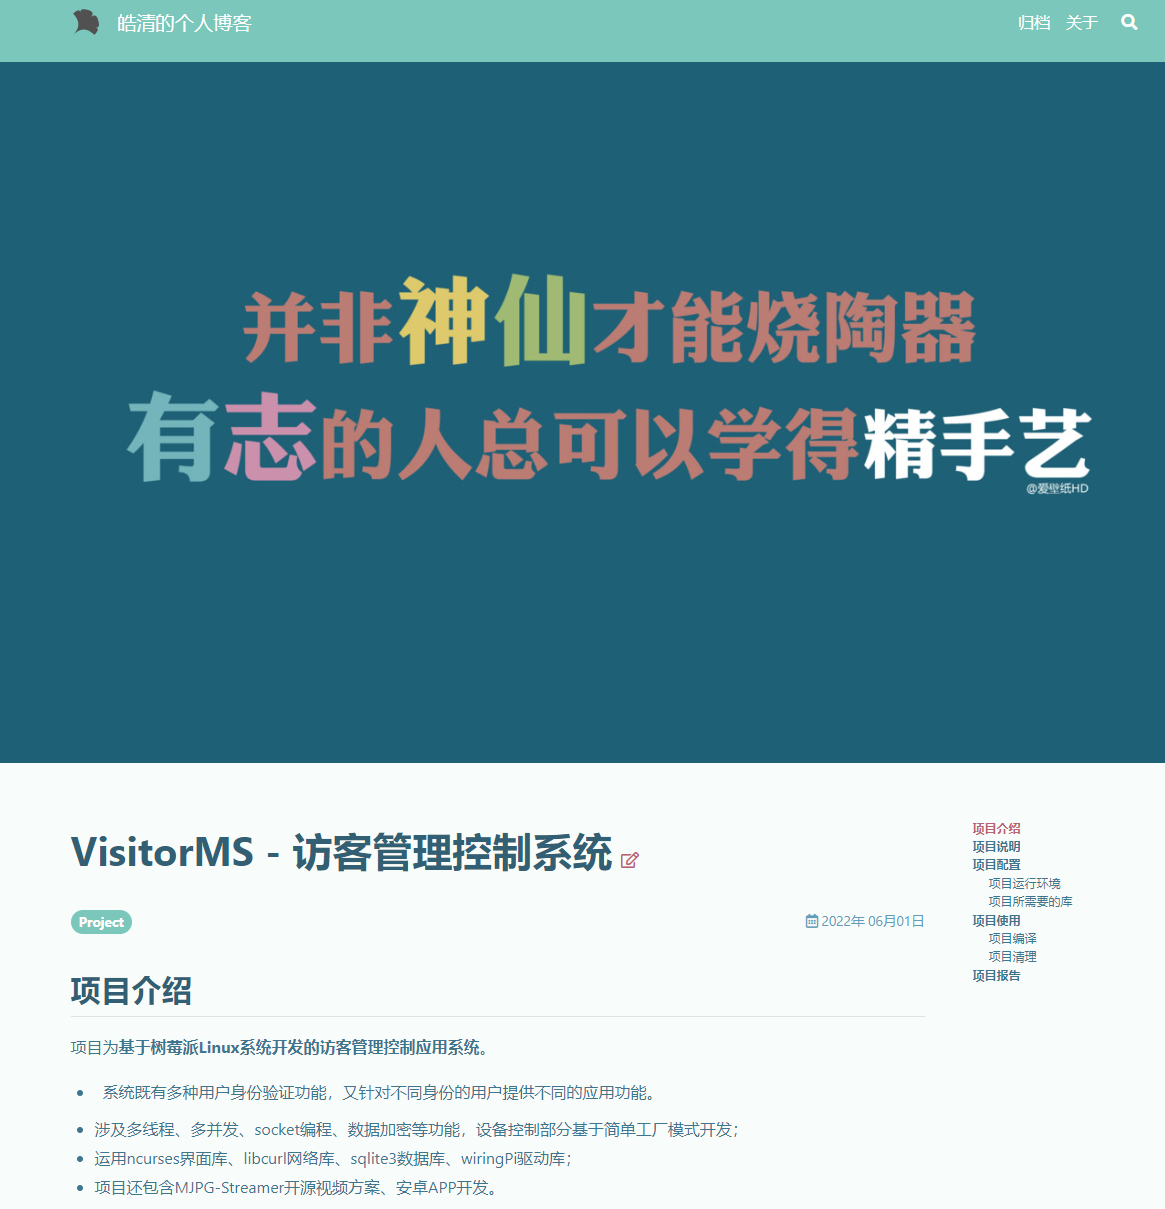 皓清的个人博客
归档 关于
并非神仙才能烧陶器
有志的人总可以学得精手艺
@爱壁纸HD
VisitorMS - 访客管理控制系统
Project
2022年 06月01日
项目介绍
项目为基于树莓派Linux系统开发的访客管理控制应用系统。
系统既有多种用户身份验证功能，又针对不同身份的用户提供不同的应用功能。
涉及多线程、多并发、socket编程、数据加密等功能，设备控制部分基于简单工厂模式开发；
运用ncurses界面库、libcurl网络库、sqlite3数据库、wiringPi驱动库；
项目还包含MJPG-Streamer开源视频方案、安卓APP开发。
项目介绍
项目说明
项目配置
项目运行环境
项目所需要的库
项目使用
项目编译
项目清理
项目报告